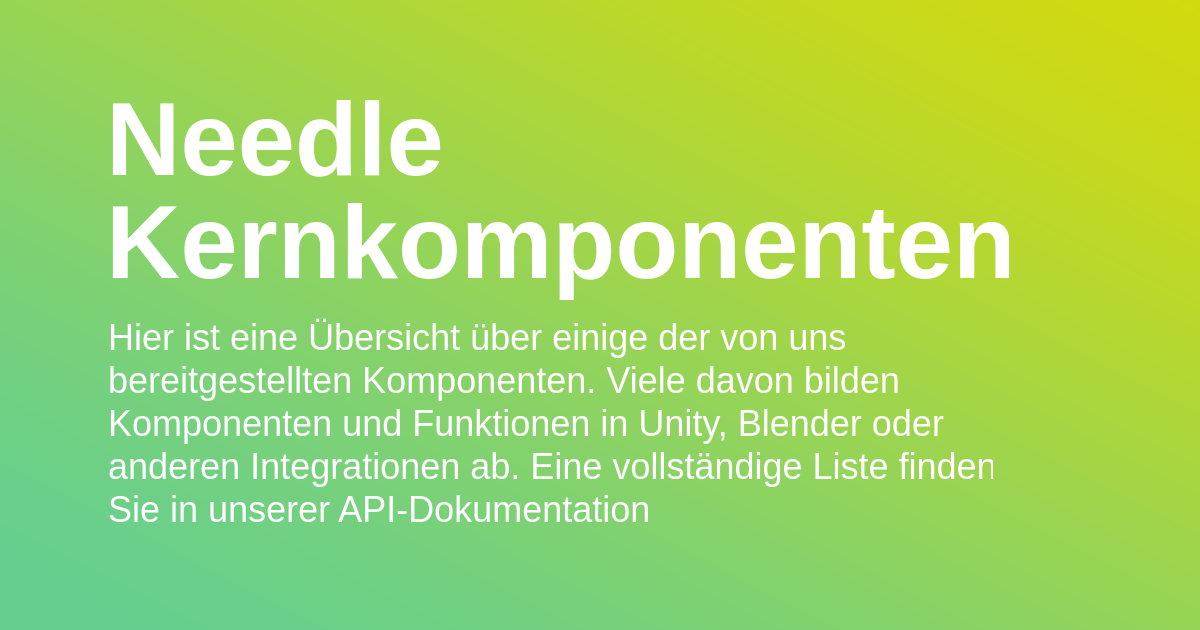 Needle
Kernkomponenten
Hier ist eine Übersicht über einige der von uns
bereitgestellten Komponenten. Viele davon bilden
Komponenten und Funktionen in Unity, Blender oder
anderen Integrationen ab. Eine vollständige Liste finden
Sie in unserer API-Dokumentation